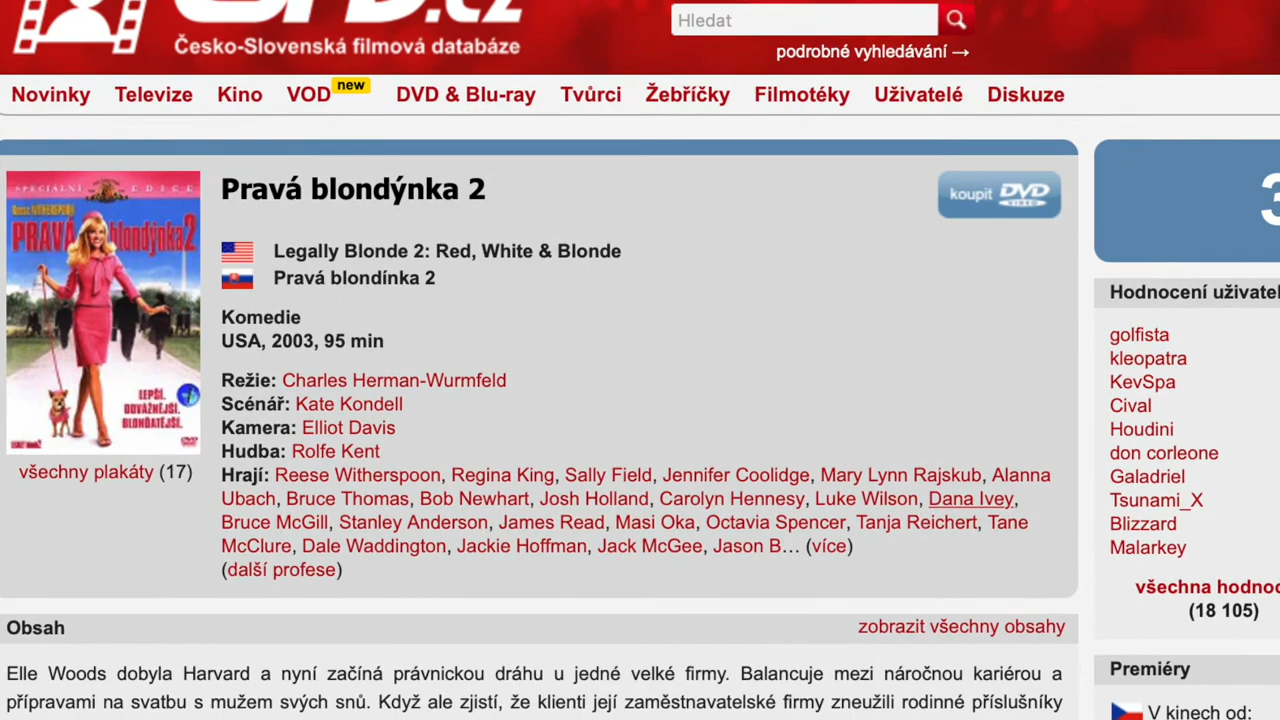 .cz
Česko-Slovenská filmová databáze
Hledat
podrobné vyhledávání →
Novinky Televize Kino VOD new DVD & Blu-ray Tvůrci Žebříčky Filmotéky Uživatelé Diskuze
SPECIÁLNÍ EDICE
PRAVÁ blondýnka 2
LEPŠÍ.
ODVÁŽNĚJŠÍ.
BLONĎATĚJŠÍ.
všechny plakáty (17)
Pravá blondýnka 2
koupit DVD VIDEO
Legally Blonde 2: Red, White & Blonde
Pravá blondínka 2
Komedie
USA, 2003, 95 min
Režie: Charles Herman-Wurmfeld
Scénář: Kate Kondell
Kamera: Elliot Davis
Hudba: Rolfe Kent
Hrají: Reese Witherspoon, Regina King, Sally Field, Jennifer Coolidge, Mary Lynn Rajskub, Alanna
Ubach, Bruce Thomas, Bob Newhart, Josh Holland, Carolyn Hennesy, Luke Wilson, Dana Ivey,
Bruce McGill, Stanley Anderson, James Read, Masi Oka, Octavia Spencer, Tanja Reichert, Tane
McClure, Dale Waddington, Jackie Hoffman, Jack McGee, Jason B… (více)
(další profese)
Obsah
zobrazit všechny obsahy
Elle Woods dobyla Harvard a nyní začíná právnickou dráhu u jedné velké firmy. Balancuje mezi náročnou kariérou a
přípravami na svatbu s mužem svých snů. Když ale zjistí, že klienti její zaměstnavatelské firmy zneužili rodinné příslušníky
3
Hodnocení uživatel
golfista
kleopatra
KevSpa
Cival
Houdini
don corleone
Galadriel
Tsunami_X
Blizzard
Malarkey
všechna hodnoc
(18 105)
Premiéry
V kinech od: